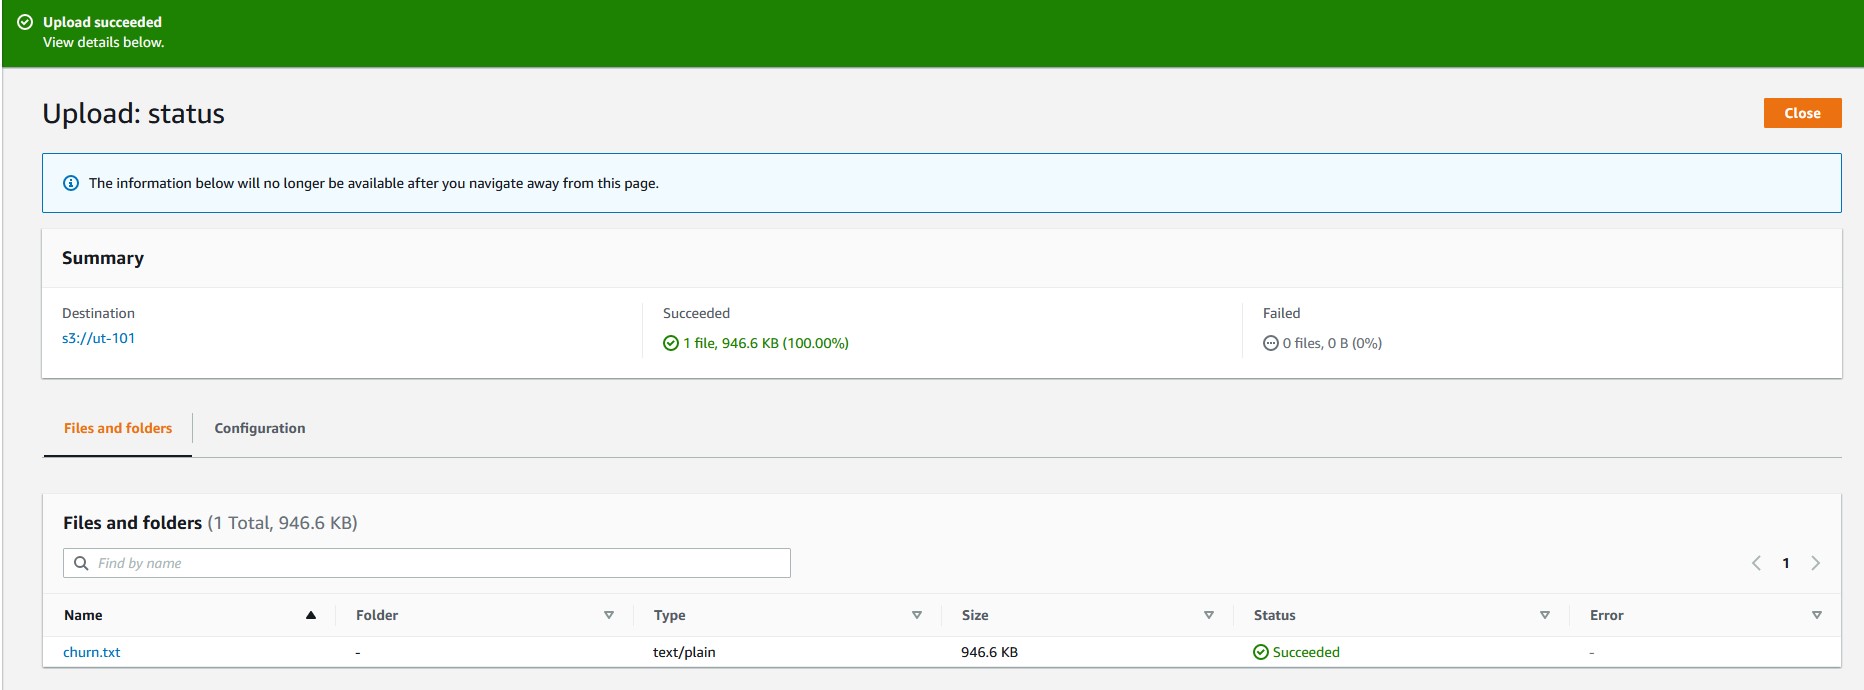 Upload succeeded
View details below.
Upload: status
Close
The information below will no longer be available after you navigate away from this page.
Summary
Destination
s3://ut-101
Succeeded
1 file, 946.6 KB (100.00%)
Failed
0 files, 0 B (0%)
Files and folders
Configuration
Files and folders (1 Total, 946.6 KB)
Find by name
1
Name Folder Type Size Status Error
churn.txt - text/plain 946.6 KB Succeeded -